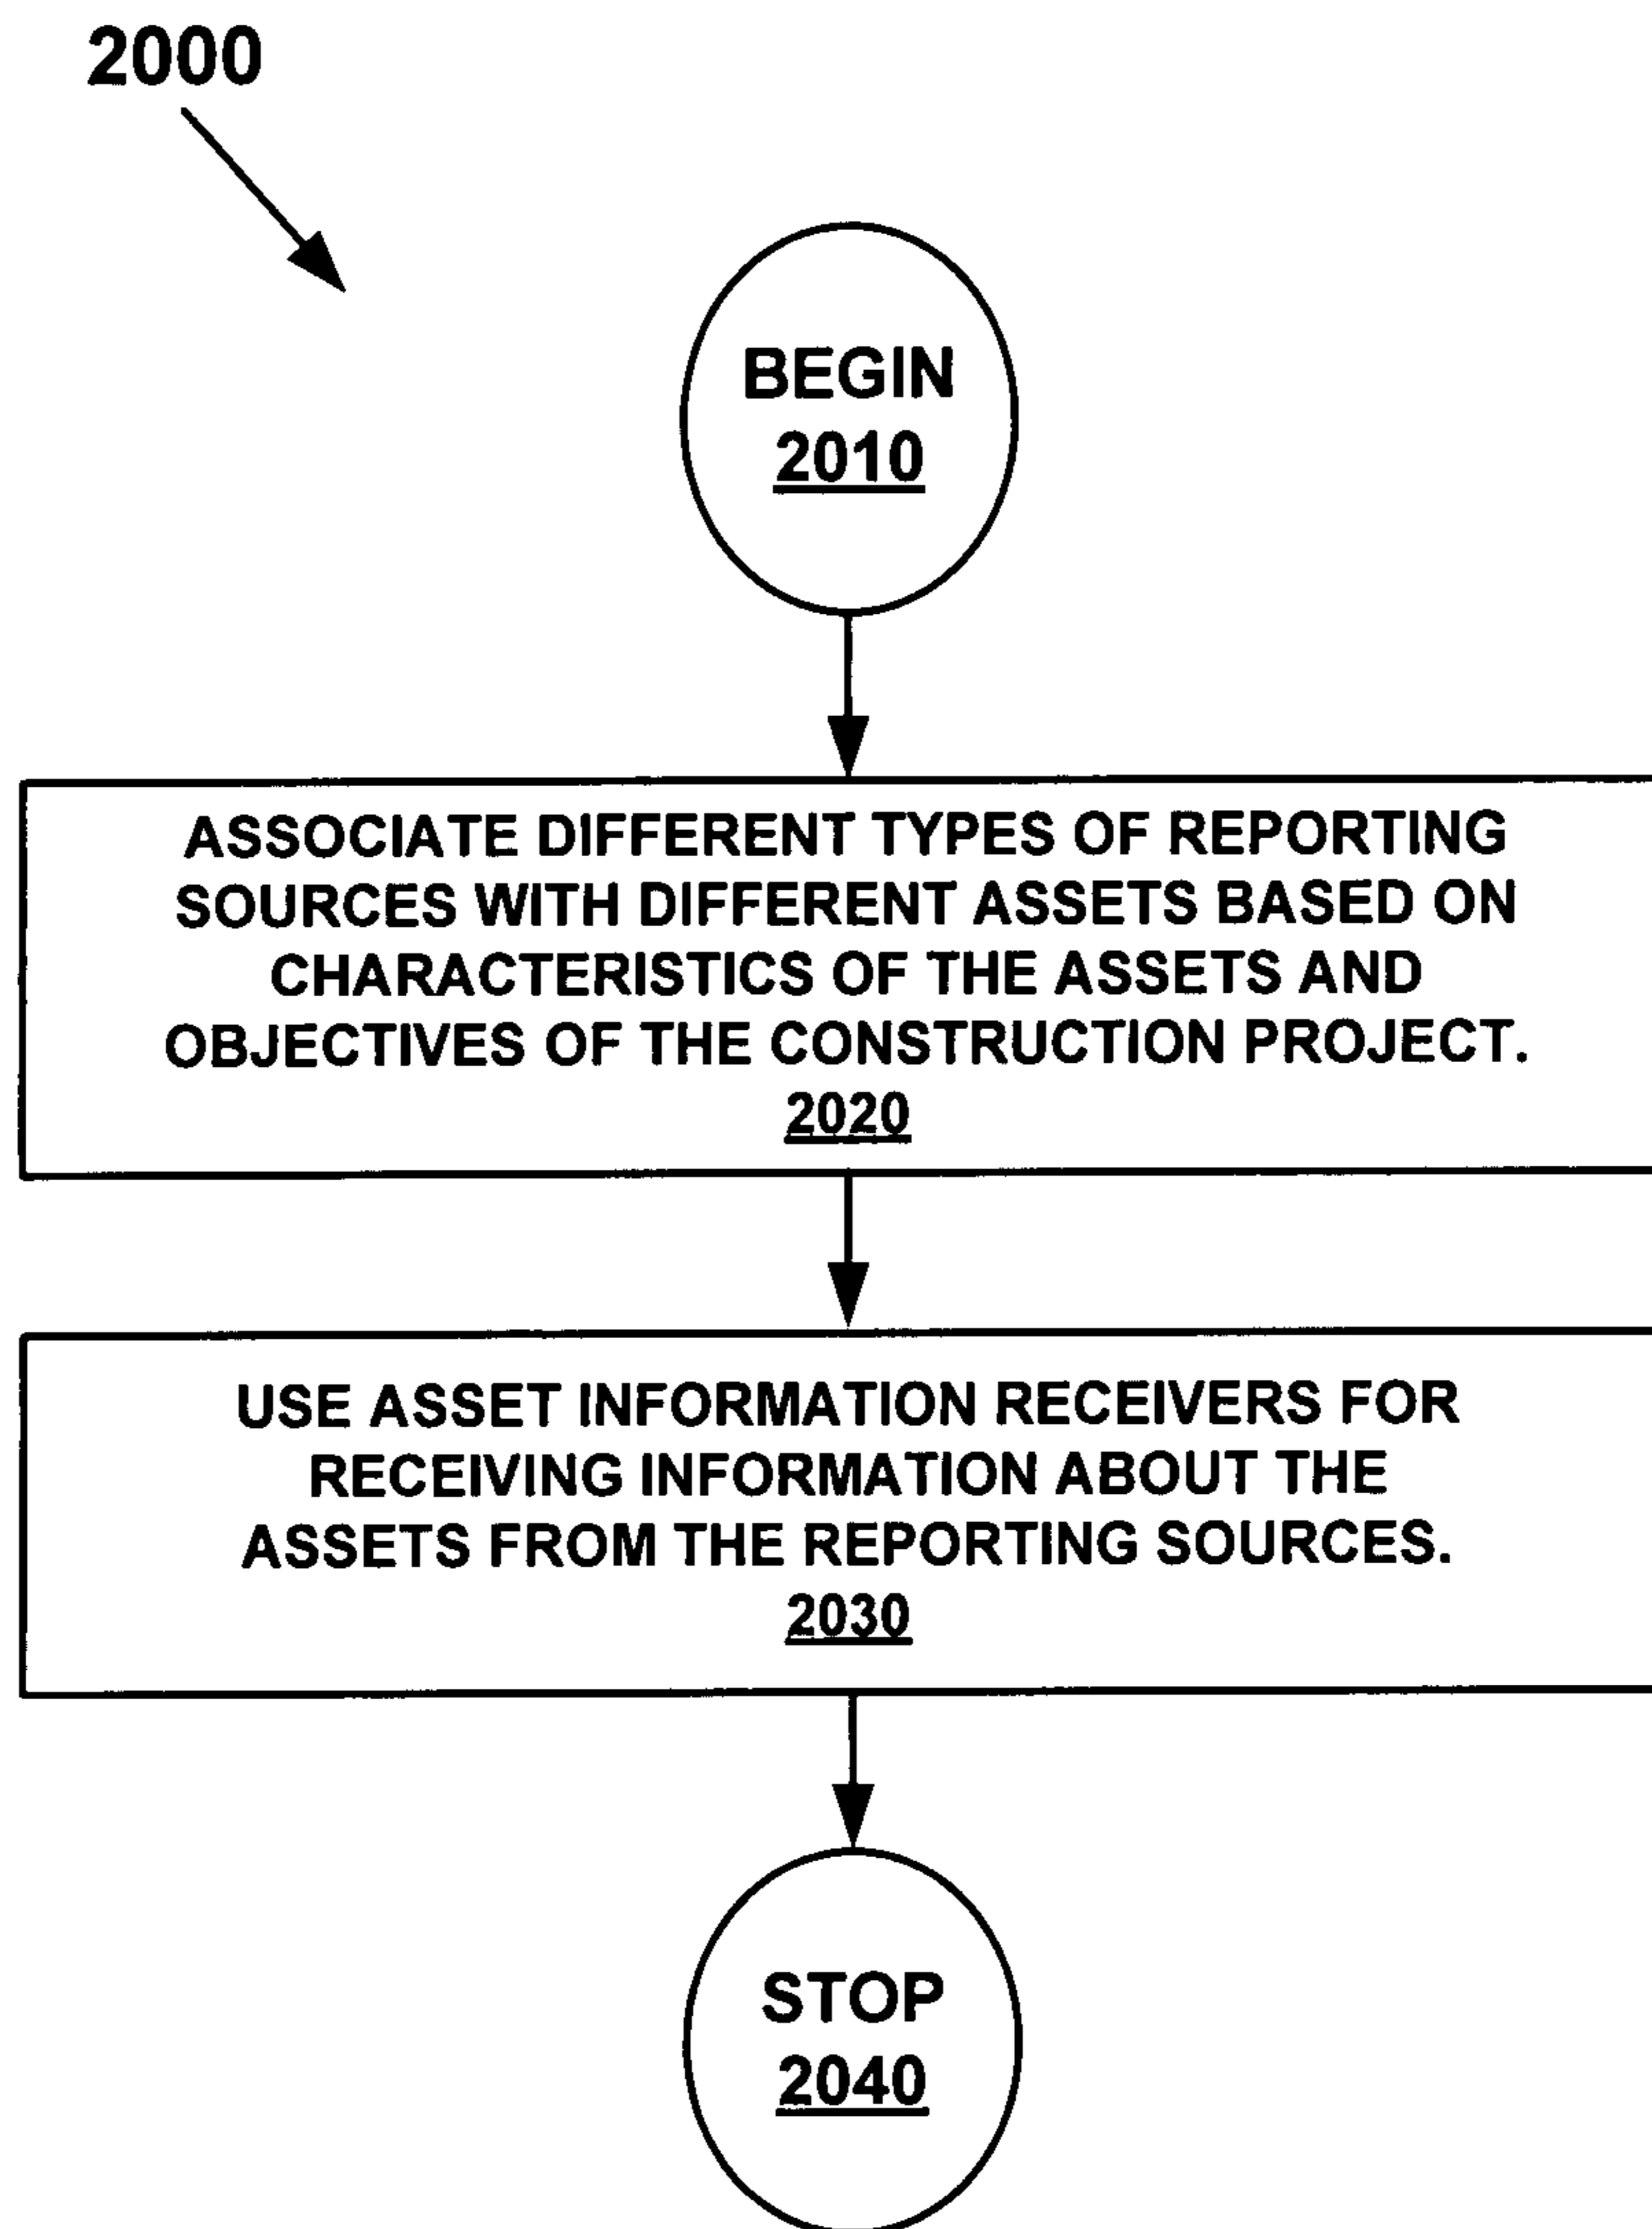 2000
BEGIN
2010
ASSOCIATE DIFFERENT TYPES OF REPORTING
SOURCES WITH DIFFERENT ASSETS BASED ON
CHARACTERISTICS OF THE ASSETS AND
OBJECTIVES OF THE CONSTRUCTION PROJECT.
2020
USE ASSET INFORMATION RECEIVERS FOR
RECEIVING INFORMATION ABOUT THE
ASSETS FROM THE REPORTING SOURCES.
2030
STOP
2040